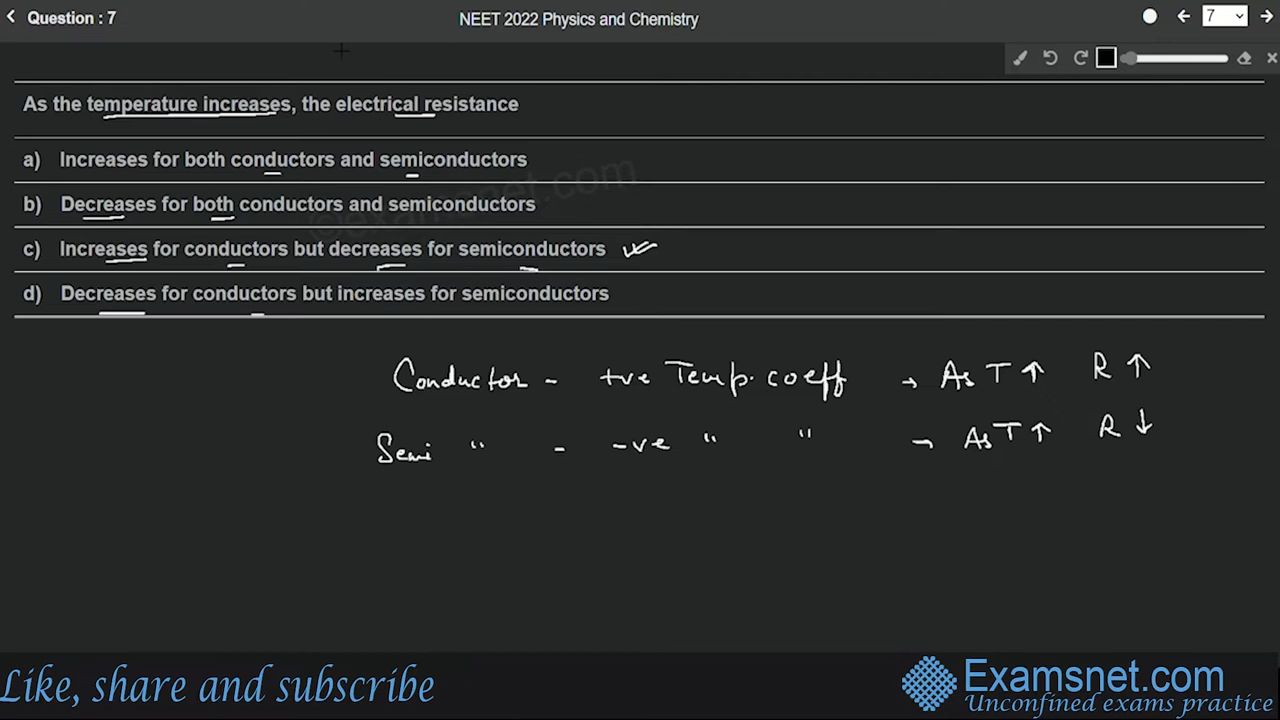 Question : 7
NEET 2022 Physics and Chemistry
7
As the temperature increases, the electrical resistance
a) Increases for both conductors and semiconductors
b) Decreases for both conductors and semiconductors
c) Increases for conductors but decreases for semiconductors
d) Decreases for conductors but increases for semiconductors
©examsnet.com
Conductor - +ve Temp. coeff → As T ↑ R ↑
Semi " - -ve " " → As T ↑ R ↓
Like, share and subscribe
Examsnet.com
Unconfined exams practice